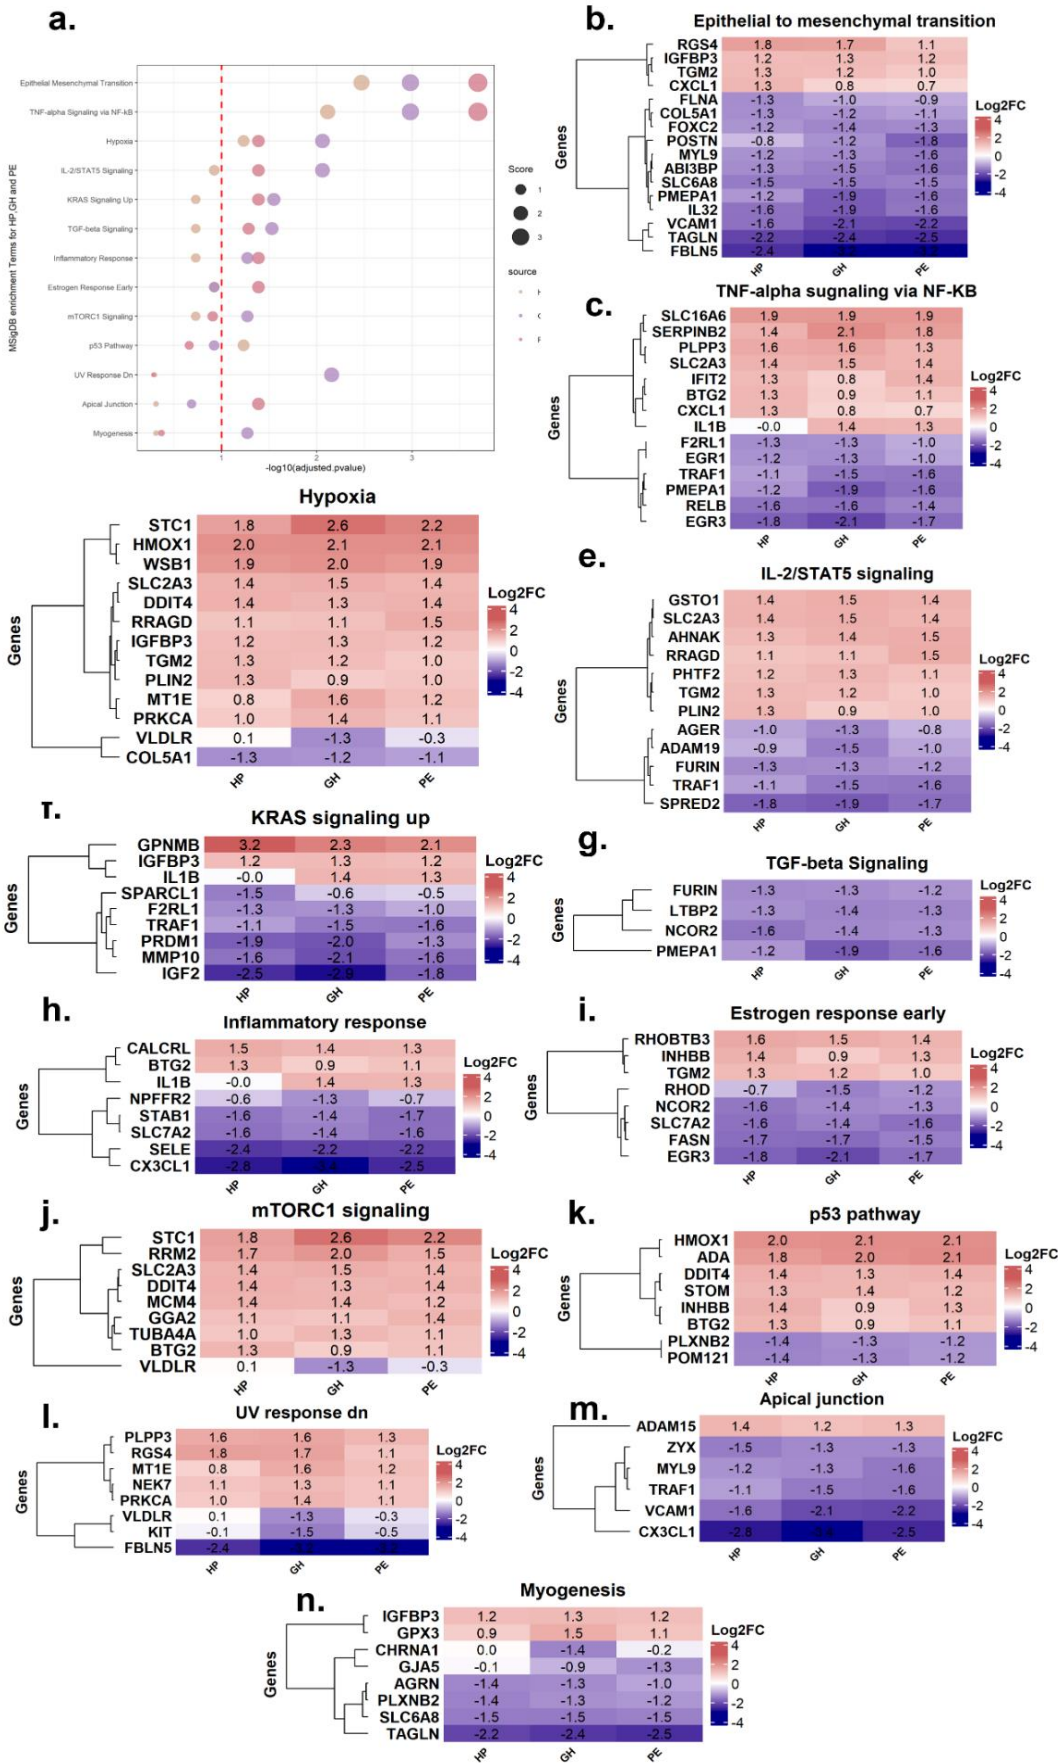 a.
MSigDB enrichment Terms for HP,GH and PE
Epithelial Mesenchymal Transition
TNF-alpha Signaling via NF-kB
Hypoxia
IL-2/STAT5 Signaling
KRAS Signaling Up
TGF-beta Signaling
Inflammatory Response
Estrogen Response Early
mTORC1 Signaling
p53 Pathway
UV Response Dn
Apical Junction
Myogenesis
1 2 3
-log10(adjusted.pvalue)
Score
1
2
3
source
b.
Epithelial to mesenchymal transition
Genes
RGS4 1.8 1.7 1.1
IGFBP3 1.2 1.3 1.2
TGM2 1.3 1.2 1.0
CXCL1 1.3 0.8 0.7
FLNA -1.3 -1.0 -0.9
COL5A1 -1.3 -1.2 -1.1
FOXC2 -1.2 -1.4 -1.3
POSTN -0.8 -1.2 -1.8
MYL9 -1.2 -1.3 -1.6
ABI3BP -1.3 -1.5 -1.6
SLC6A8 -1.5 -1.5 -1.5
PMEPA1 -1.2 -1.9 -1.6
IL32 -1.6 -1.9 -1.6
VCAM1 -1.6 -2.1 -2.2
TAGLN -2.2 -2.4 -2.5
FBLN5 -2.4
HP GH PE
Log2FC
4
2
0
-2
-4
c.
TNF-alpha sugnaling via NF-KB
Genes
SLC16A6 1.9 1.9 1.9
SERPINB2 1.4 2.1 1.8
PLPP3 1.6 1.6 1.3
SLC2A3 1.4 1.5 1.4
IFIT2 1.3 0.8 1.4
BTG2 1.3 0.9 1.1
CXCL1 1.3 0.8 0.7
IL1B -0.0 1.4 1.3
F2RL1 -1.3 -1.3 -1.0
EGR1 -1.2 -1.3 -1.0
TRAF1 -1.1 -1.5 -1.6
PMEPA1 -1.2 -1.9 -1.6
RELB -1.6 -1.6 -1.4
EGR3 -1.8 -2.1 -1.7
HP GH PE
Log2FC
4
2
0
-2
-4
Hypoxia
Genes
STC1 1.8 2.6 2.2
HMOX1 2.0 2.1 2.1
WSB1 1.9 2.0 1.9
SLC2A3 1.4 1.5 1.4
DDIT4 1.4 1.3 1.4
RRAGD 1.1 1.1 1.5
IGFBP3 1.2 1.3 1.2
TGM2 1.3 1.2 1.0
PLIN2 1.3 0.9 1.0
MT1E 0.8 1.6 1.2
PRKCA 1.0 1.4 1.1
VLDLR 0.1 -1.3 -0.3
COL5A1 -1.3 -1.2 -1.1
HP GH PE
Log2FC
4
2
0
-2
-4
e.
IL-2/STAT5 signaling
Genes
GSTO1 1.4 1.5 1.4
SLC2A3 1.4 1.5 1.4
AHNAK 1.3 1.4 1.5
RRAGD 1.1 1.1 1.5
PHTF2 1.2 1.3 1.1
TGM2 1.3 1.2 1.0
PLIN2 1.3 0.9 1.0
AGER -1.0 -1.3 -0.8
ADAM19 -0.9 -1.5 -1.0
FURIN -1.3 -1.3 -1.2
TRAF1 -1.1 -1.5 -1.6
SPRED2 -1.8 -1.9 -1.7
HP GH PE
Log2FC
4
2
0
-2
-4
KRAS signaling up
Genes
GPNMB 3.2 2.3 2.1
IGFBP3 1.2 1.3 1.2
IL1B -0.0 1.4 1.3
SPARCL1 -1.5 -0.6 -0.5
F2RL1 -1.3 -1.3 -1.0
TRAF1 -1.1 -1.5 -1.6
PRDM1 -1.9 -2.0 -1.3
MMP10 -1.6 -2.1 -1.6
IGF2 -2.5 -2.9 -1.8
HP GH PE
Log2FC
4
2
0
-2
-4
g.
TGF-beta Signaling
Genes
FURIN -1.3 -1.3 -1.2
LTBP2 -1.3 -1.4 -1.3
NCOR2 -1.6 -1.4 -1.3
PMEPA1 -1.2 -1.9 -1.6
HP GH PE
Log2FC
4
2
0
-2
-4
h.
Inflammatory response
Genes
CALCRL 1.5 1.4 1.3
BTG2 1.3 0.9 1.1
IL1B -0.0 1.4 1.3
NPFFR2 -0.6 -1.3 -0.7
STAB1 -1.6 -1.4 -1.7
SLC7A2 -1.6 -1.4 -1.6
SELE -2.4 -2.2 -2.2
CX3CL1 -2.8 -3.4 -2.5
HP GH PE
Log2FC
4
2
0
-2
-4
i.
Estrogen response early
Genes
RHOBTB3 1.6 1.5 1.4
INHBB 1.4 0.9 1.3
TGM2 1.3 1.2 1.0
RHOD -0.7 -1.5 -1.2
NCOR2 -1.6 -1.4 -1.3
SLC7A2 -1.6 -1.4 -1.6
FASN -1.7 -1.7 -1.5
EGR3 -1.8 -2.1 -1.7
HP GH PE
Log2FC
4
2
0
-2
-4
j.
mTORC1 signaling
Genes
STC1 1.8 2.6 2.2
RRM2 1.7 2.0 1.5
SLC2A3 1.4 1.5 1.4
DDIT4 1.4 1.3 1.4
MCM4 1.4 1.4 1.2
GGA2 1.1 1.1 1.4
TUBA4A 1.0 1.3 1.1
BTG2 1.3 0.9 1.1
VLDLR 0.1 -1.3 -0.3
HP GH PE
Log2FC
4
2
0
-2
-4
k.
p53 pathway
Genes
HMOX1 2.0 2.1 2.1
ADA 1.8 2.0 2.1
DDIT4 1.4 1.3 1.4
STOM 1.3 1.4 1.2
INHBB 1.4 0.9 1.3
BTG2 1.3 0.9 1.1
PLXNB2 -1.4 -1.3 -1.2
POM121 -1.4 -1.3 -1.2
HP GH PE
Log2FC
4
2
0
-2
-4
l.
UV response dn
Genes
PLPP3 1.6 1.6 1.3
RGS4 1.8 1.7 1.1
MT1E 0.8 1.6 1.2
NEK7 1.1 1.3 1.1
PRKCA 1.0 1.4 1.1
VLDLR 0.1 -1.3 -0.3
KIT -0.1 -1.5 -0.5
FBLN5 -2.4
HP GH PE
Log2FC
4
2
0
-2
-4
m.
Apical junction
Genes
ADAM15 1.4 1.2 1.3
ZYX -1.5 -1.3 -1.3
MYL9 -1.2 -1.3 -1.6
TRAF1 -1.1 -1.5 -1.6
VCAM1 -1.6 -2.1 -2.2
CX3CL1 -2.8 -3.4 -2.5
HP GH PE
Log2FC
4
2
0
-2
-4
n.
Myogenesis
Genes
IGFBP3 1.2 1.3 1.2
GPX3 0.9 1.5 1.1
CHRNA1 0.0 -1.4 -0.2
GJA5 -0.1 -0.9 -1.3
AGRN -1.4 -1.3 -1.0
PLXNB2 -1.4 -1.3 -1.2
SLC6A8 -1.5 -1.5 -1.5
TAGLN -2.2 -2.4 -2.5
HP GH PE
Log2FC
4
2
0
-2
-4